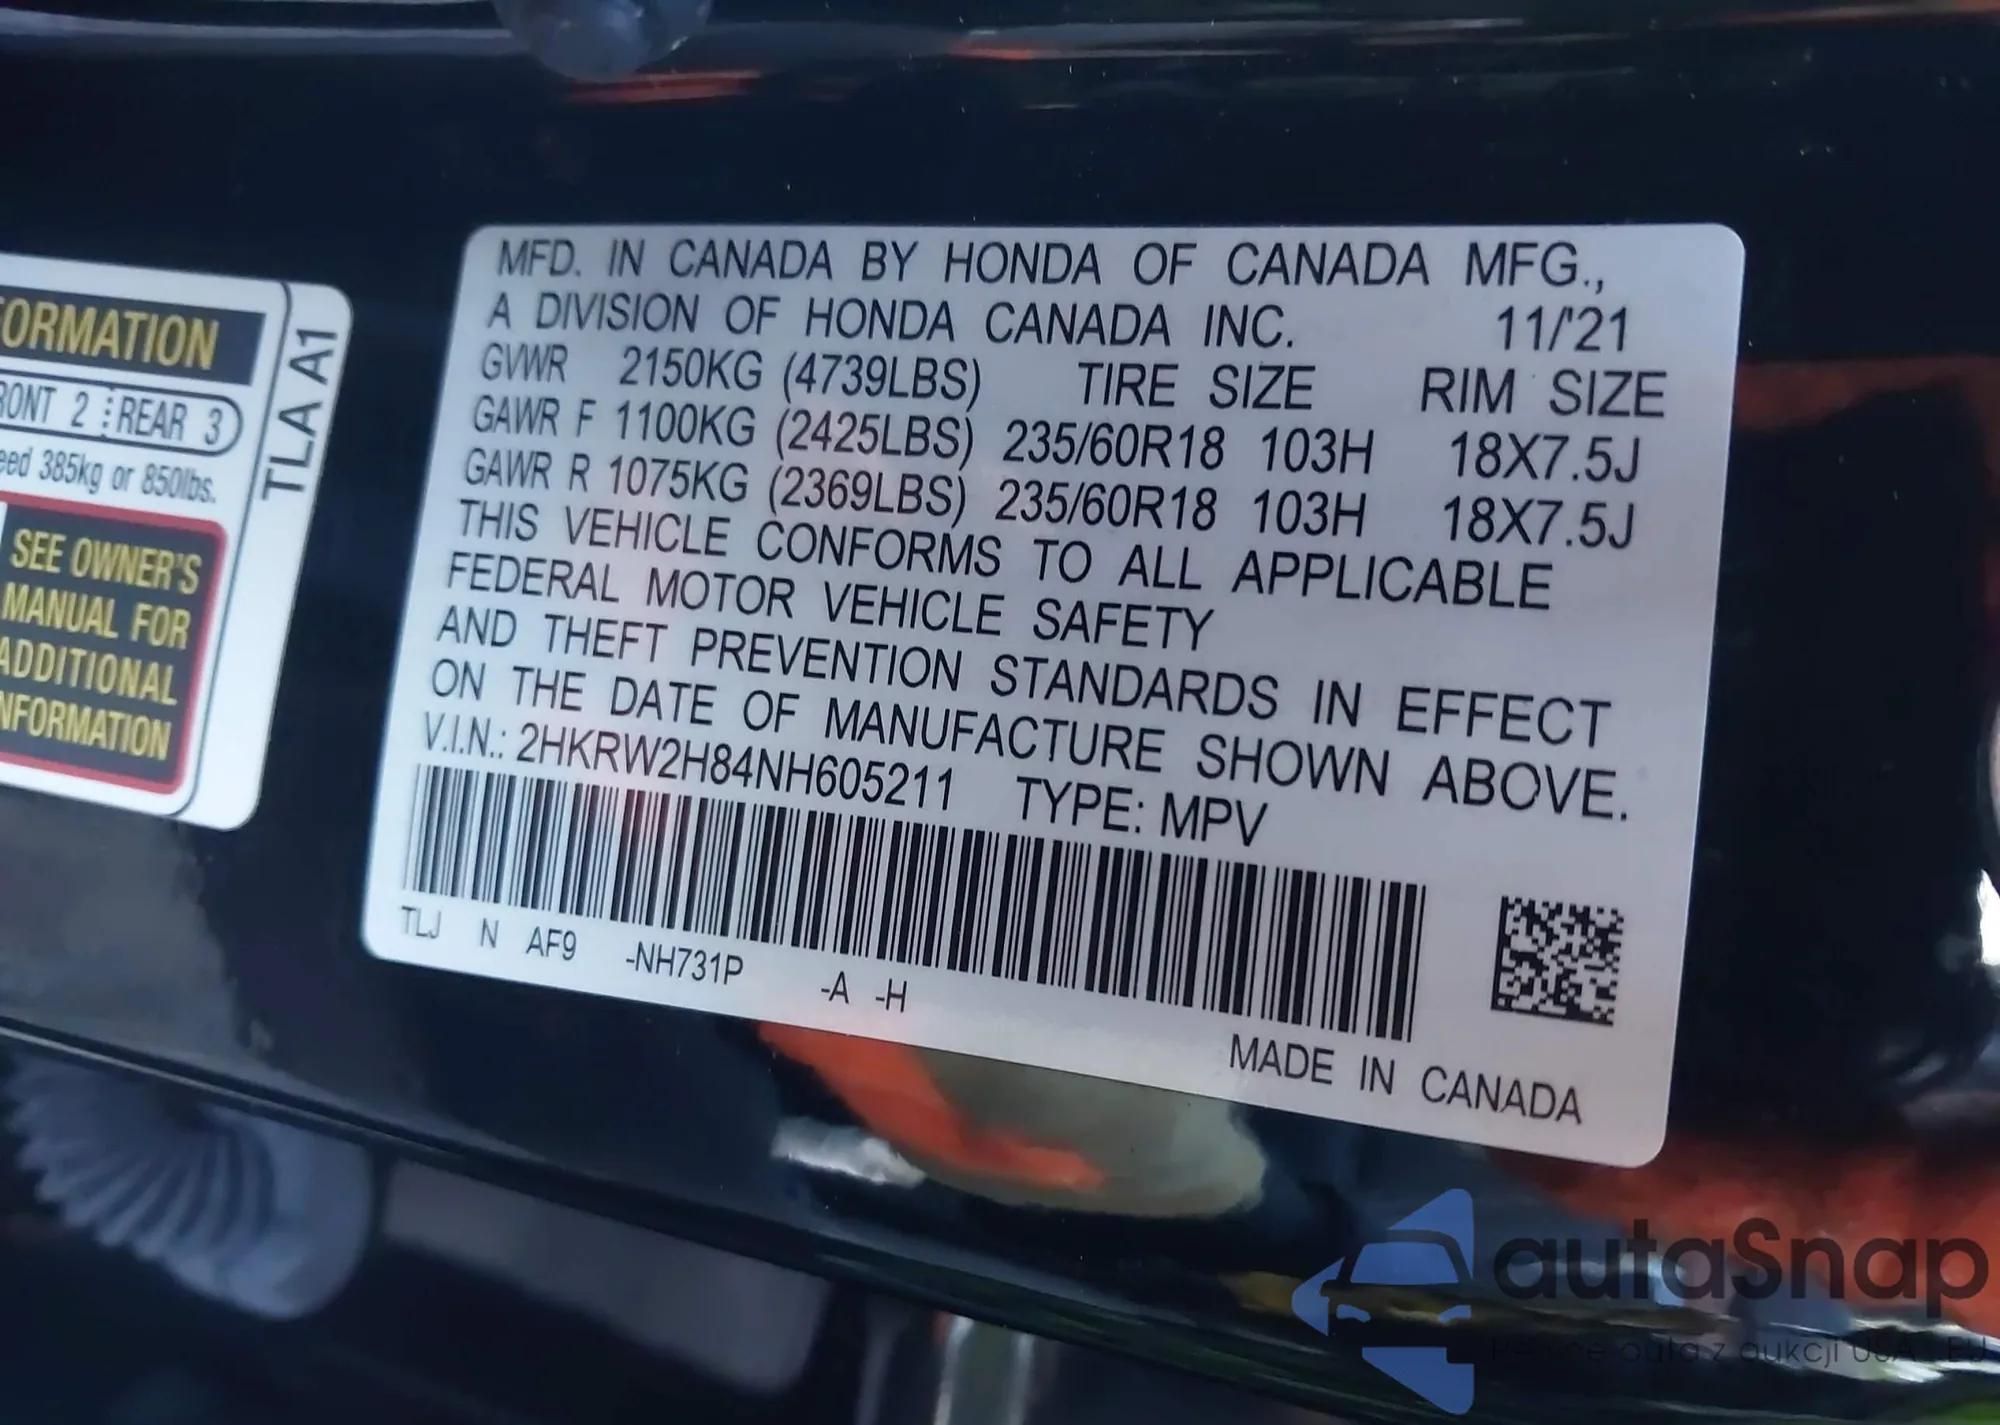 MFD. IN CANADA BY HONDA OF CANADA MFG.,
A DIVISION OF HONDA CANADA INC. 11/'21
GVWR 2150KG (4739LBS) TIRE SIZE RIM SIZE
GAWR F 1100KG (2425LBS) 235/60R18 103H 18X7.5J
GAWR R 1075KG (2369LBS) 235/60R18 103H 18X7.5J
THIS VEHICLE CONFORMS TO ALL APPLICABLE
FEDERAL MOTOR VEHICLE SAFETY
AND THEFT PREVENTION STANDARDS IN EFFECT
ON THE DATE OF MANUFACTURE SHOWN ABOVE.
V.I.N.: 2HKRW2H84NH605211 TYPE: MPV
TLJ N AF9 -NH731P -A -H
MADE IN CANADA
ORMATION
RONT 2 REAR 3
eed 385kg or 850lbs.
SEE OWNER'S
MANUAL FOR
ADDITIONAL
NFORMATION
TLA A1
autaSnap
auta z aukcji USA EU